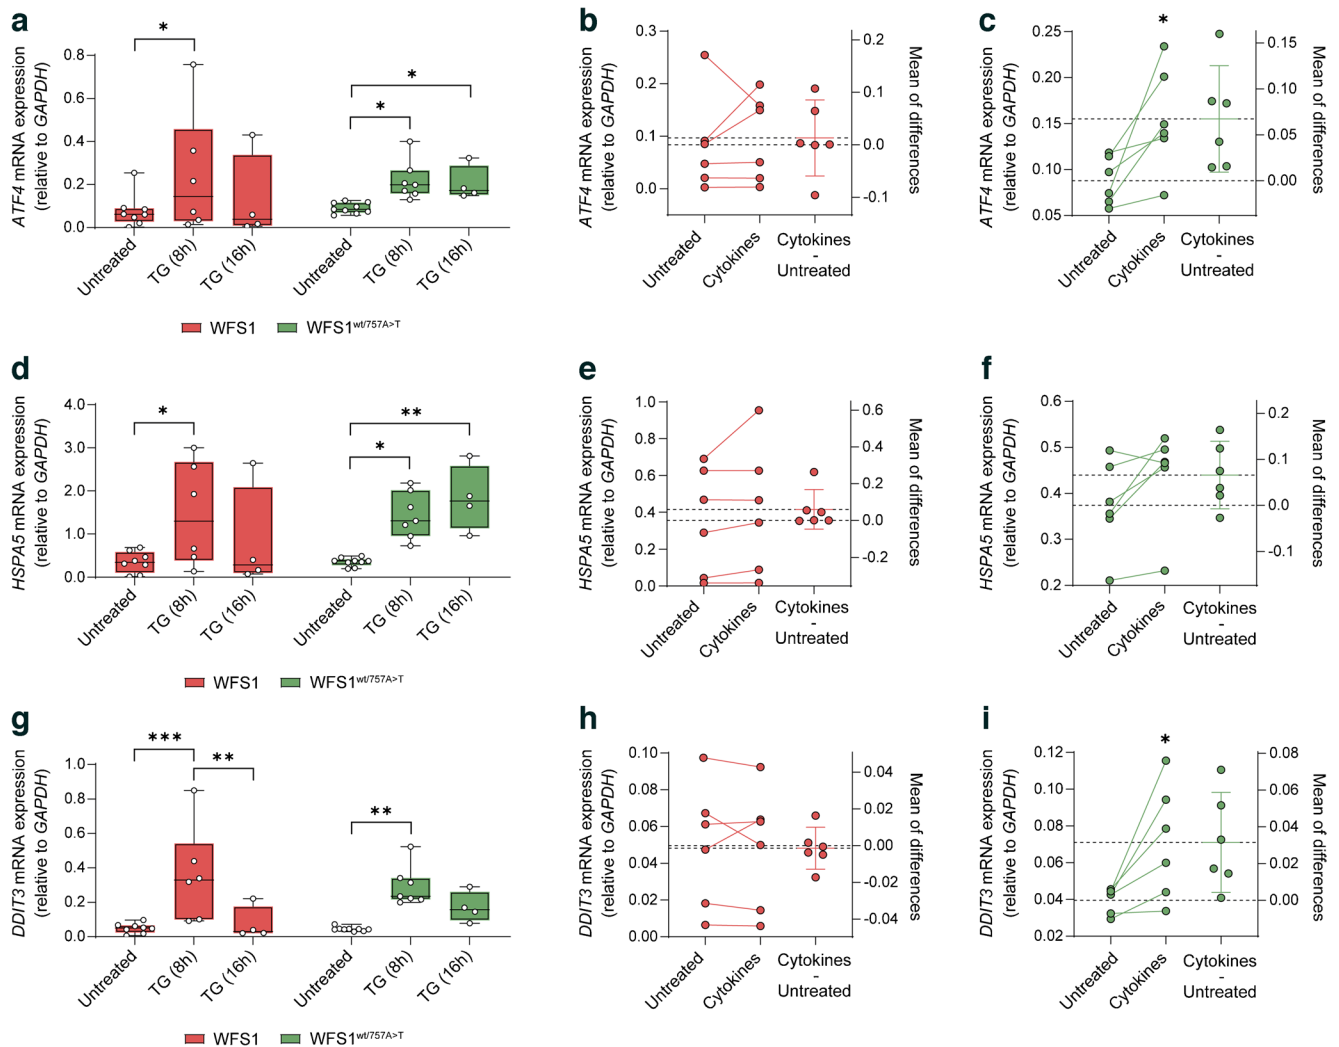 a
*
ATF4 mRNA expression
(relative to GAPDH)
0.8
0.6
0.4
0.2
0.0
*
*
Untreated
TG (8h)
TG (16h)
Untreated
TG (8h)
TG (16h)
WFS1
WFS1wt/757A>T
b
ATF4 mRNA expression
(relative to GAPDH)
0.3
0.2
0.1
0.0
0.2
0.1
0.0
-0.1
Mean of differences
Untreated
Cytokines
Cytokines
-
Untreated
c
*
ATF4 mRNA expression
(relative to GAPDH)
0.25
0.20
0.15
0.10
0.05
0.15
0.10
0.05
0.00
Mean of differences
Untreated
Cytokines
Cytokines
-
Untreated
d
HSPA5 mRNA expression
(relative to GAPDH)
4.0
3.0
2.0
1.0
0.0
*
**
*
Untreated
TG (8h)
TG (16h)
Untreated
TG (8h)
TG (16h)
WFS1
WFS1wt/757A>T
e
HSPA5 mRNA expression
(relative to GAPDH)
1.0
0.8
0.6
0.4
0.2
0.0
0.6
0.4
0.2
0.0
-0.2
Mean of differences
Untreated
Cytokines
Cytokines
-
Untreated
f
HSPA5 mRNA expression
(relative to GAPDH)
0.6
0.5
0.4
0.3
0.2
0.2
0.1
0.0
-0.1
Mean of differences
Untreated
Cytokines
Cytokines
-
Untreated
g
DDIT3 mRNA expression
(relative to GAPDH)
1.0
0.8
0.6
0.4
0.2
0.0
***
**
**
Untreated
TG (8h)
TG (16h)
Untreated
TG (8h)
TG (16h)
WFS1
WFS1wt/757A>T
h
DDIT3 mRNA expression
(relative to GAPDH)
0.10
0.08
0.06
0.04
0.02
0.00
0.04
0.02
0.00
-0.02
-0.04
Mean of differences
Untreated
Cytokines
Cytokines
-
Untreated
i
*
DDIT3 mRNA expression
(relative to GAPDH)
0.12
0.10
0.08
0.06
0.04
0.02
0.08
0.06
0.04
0.02
0.00
Mean of differences
Untreated
Cytokines
Cytokines
-
Untreated